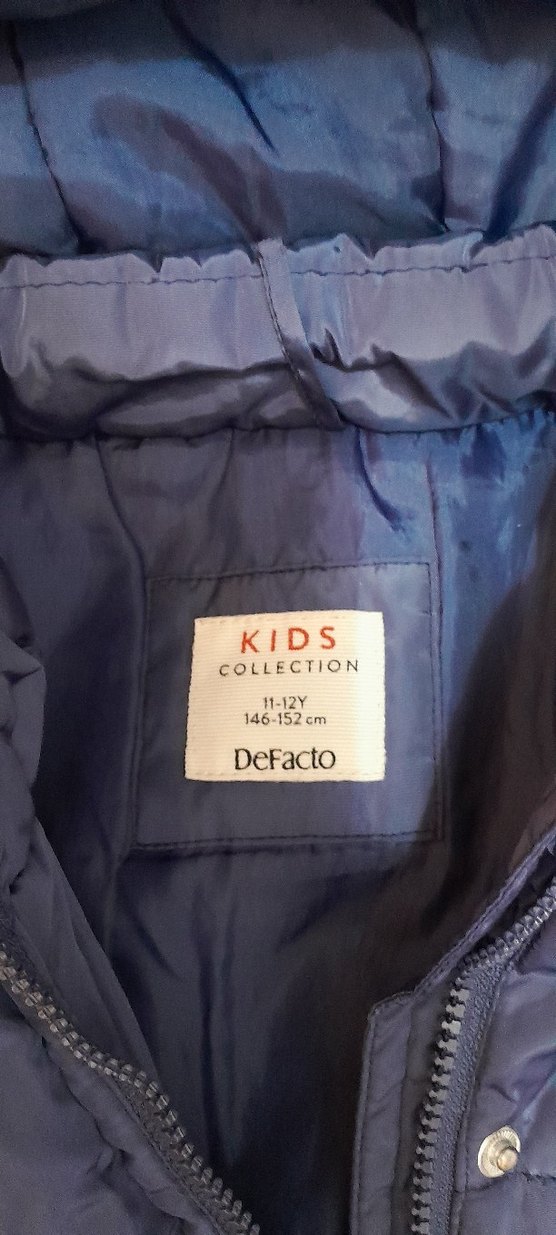 KIDS
COLLECTION
11-12Y
146-152 cm
DeFacto